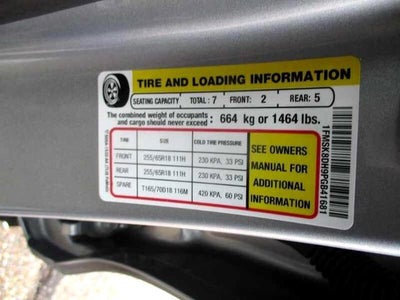 TIRE AND LOADING INFORMATION
SEATING CAPACITY TOTAL : 7 FRONT: 2 REAR: 5
The combined weight of occupants
and cargo should never exceed : 664 kg or 1464 lbs.
TIRE SIZE COLD TIRE PRESSURE
FRONT 255/65R18 111H 230 KPA, 33 PSI
REAR 255/65R18 111H 230 KPA, 33 PSI
SPARE T165/70D18 116M 420 KPA, 60 PSI
SEE OWNERS
MANUAL FOR
ADDITIONAL
INFORMATION